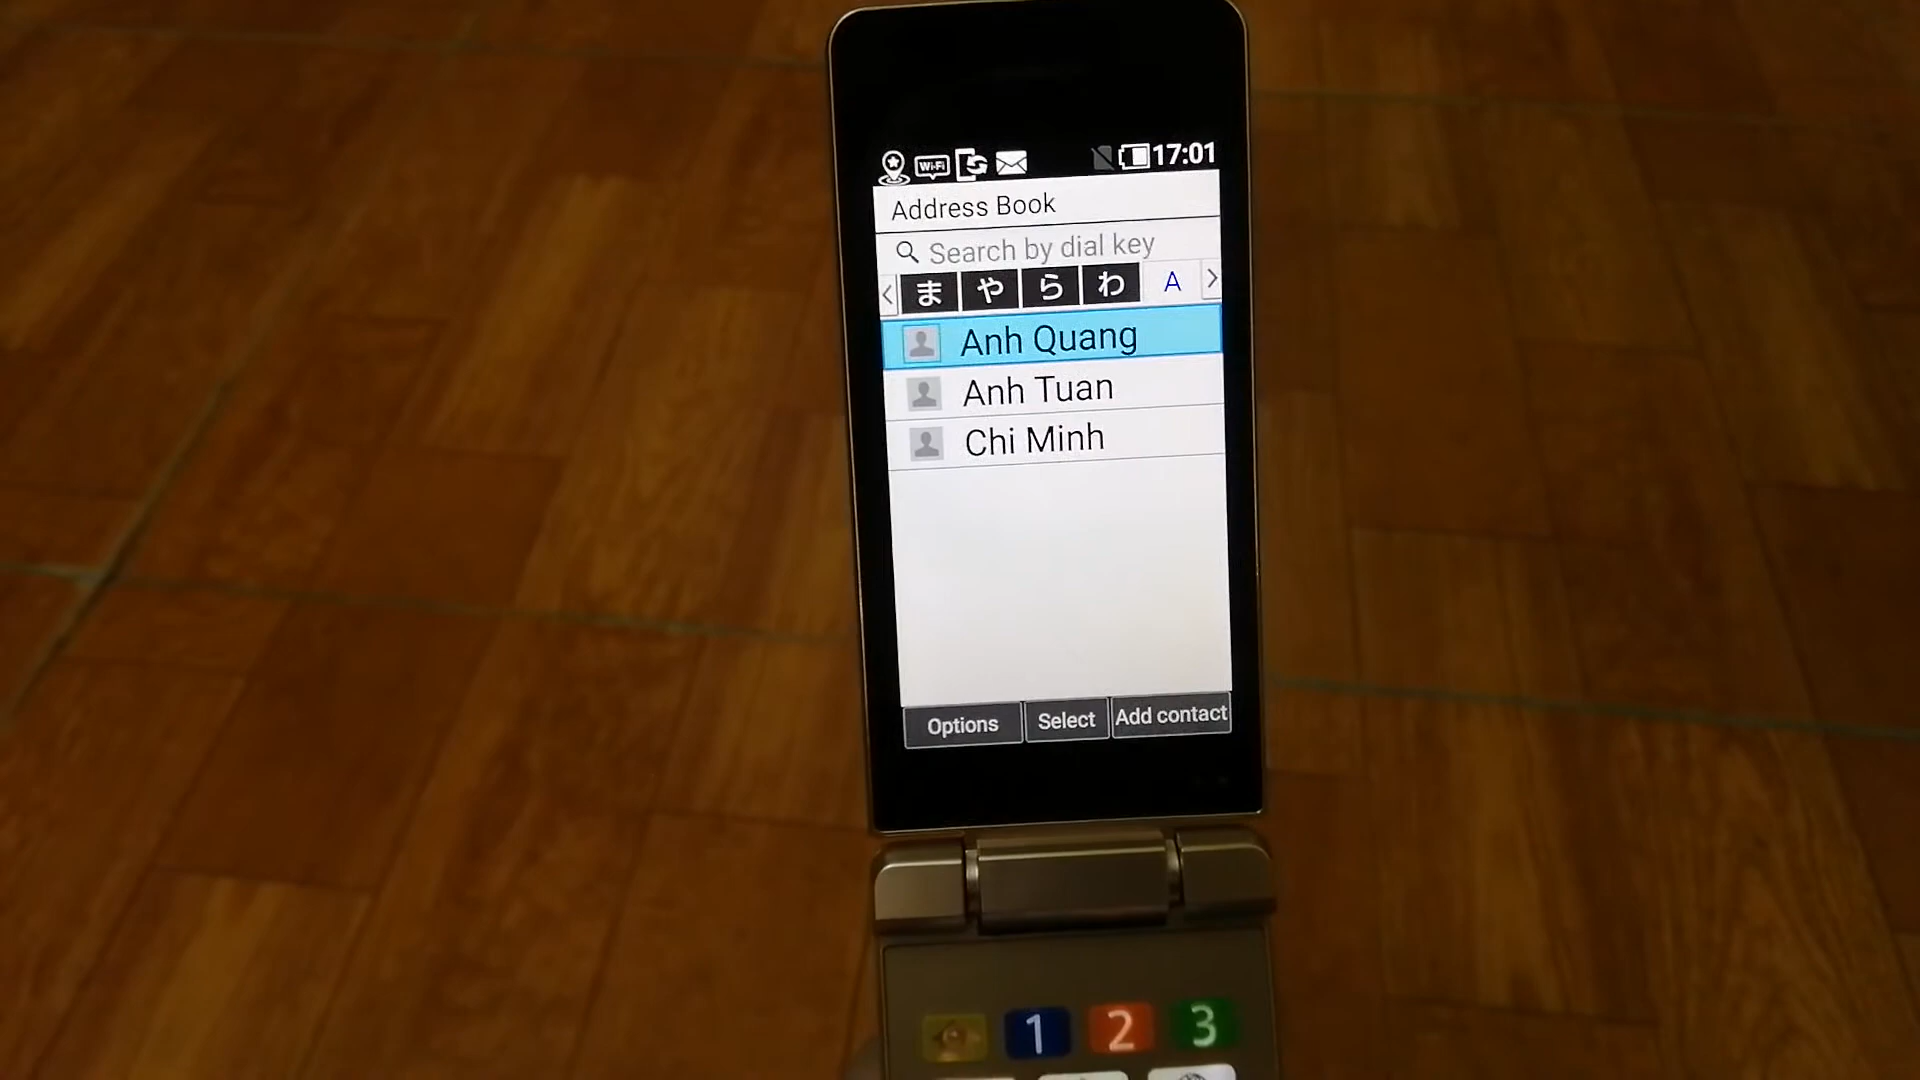 Wi-Fi 17:01
Address Book
Search by dial key
< ま や ら わ A >
Anh Quang
Anh Tuan
Chi Minh
Options Select Add contact
1 2 3